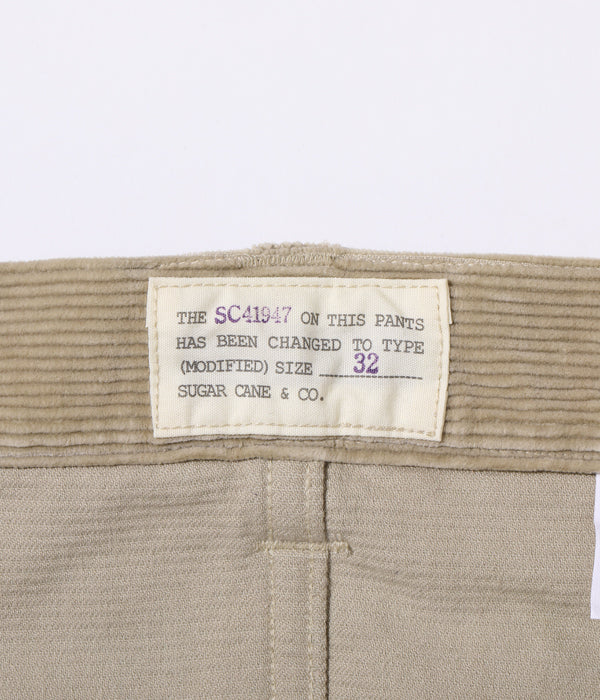 THE SC41947 ON THIS PANTS
HAS BEEN CHANGED TO TYPE
(MODIFIED) SIZE 32
SUGAR CANE & CO.